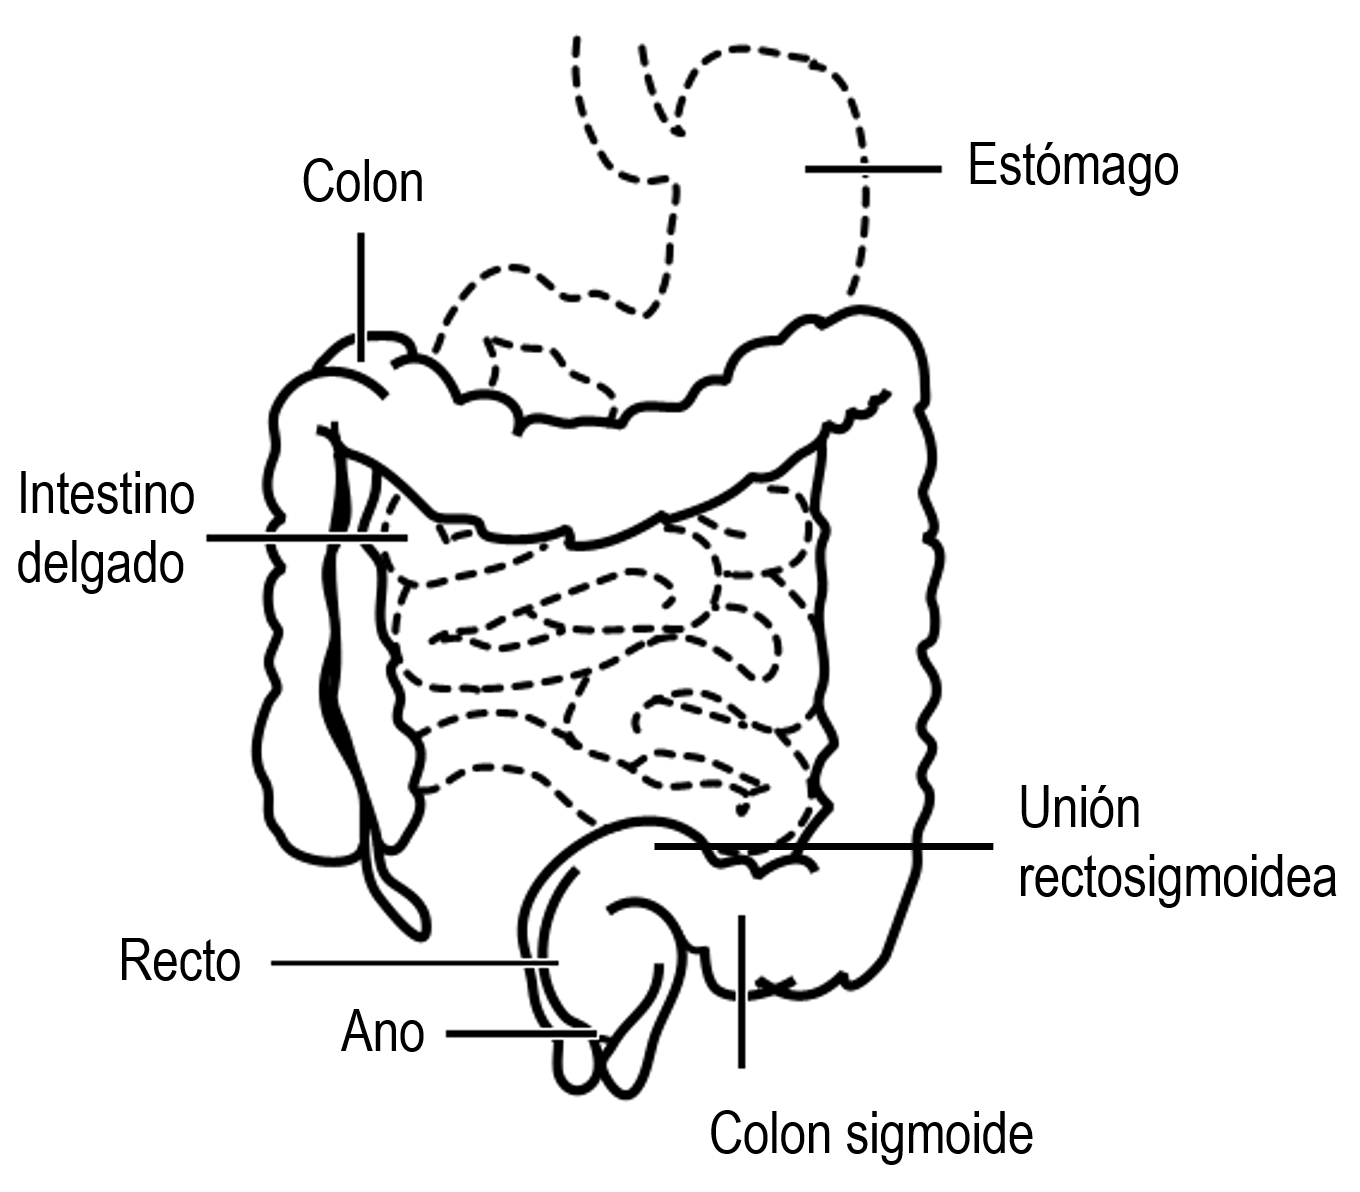 Estómago
Colon
Intestino
delgado
Unión
rectosigmoidea
Recto
Ano
Colon sigmoide